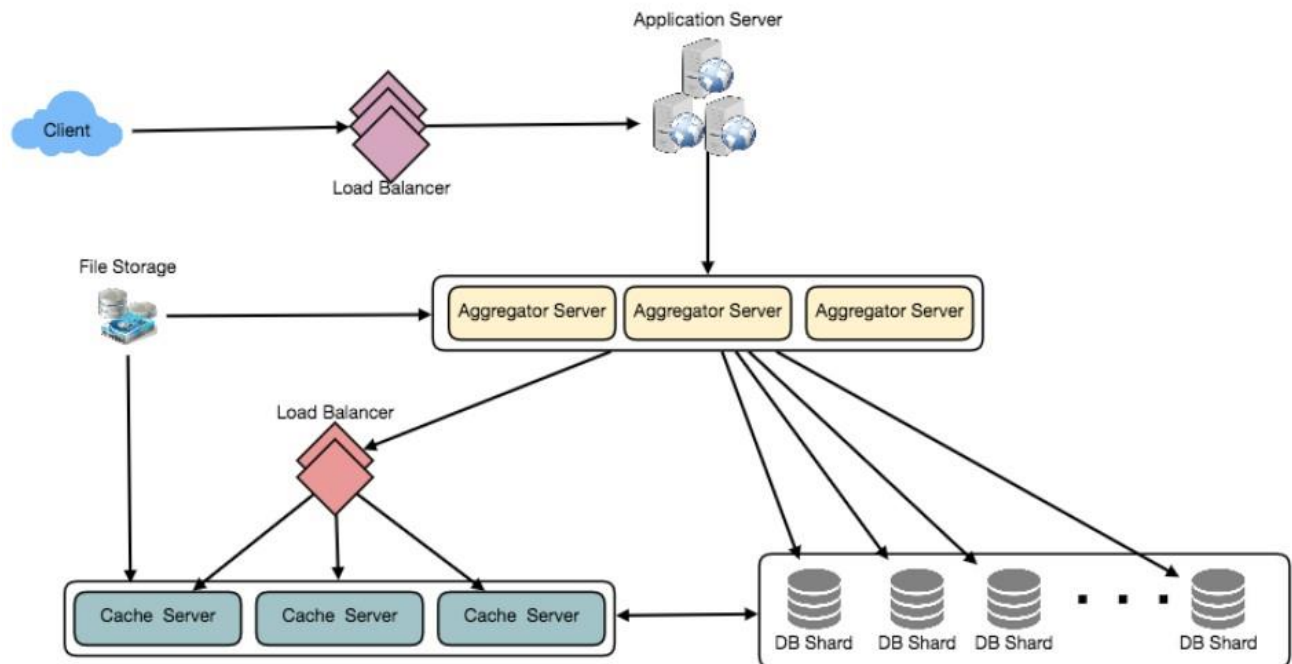 Application Server
Client
Load Balancer
File Storage
Aggregator Server
Aggregator Server
Aggregator Server
Load Balancer
Cache Server
Cache Server
Cache Server
DB Shard
DB Shard
DB Shard
DB Shard